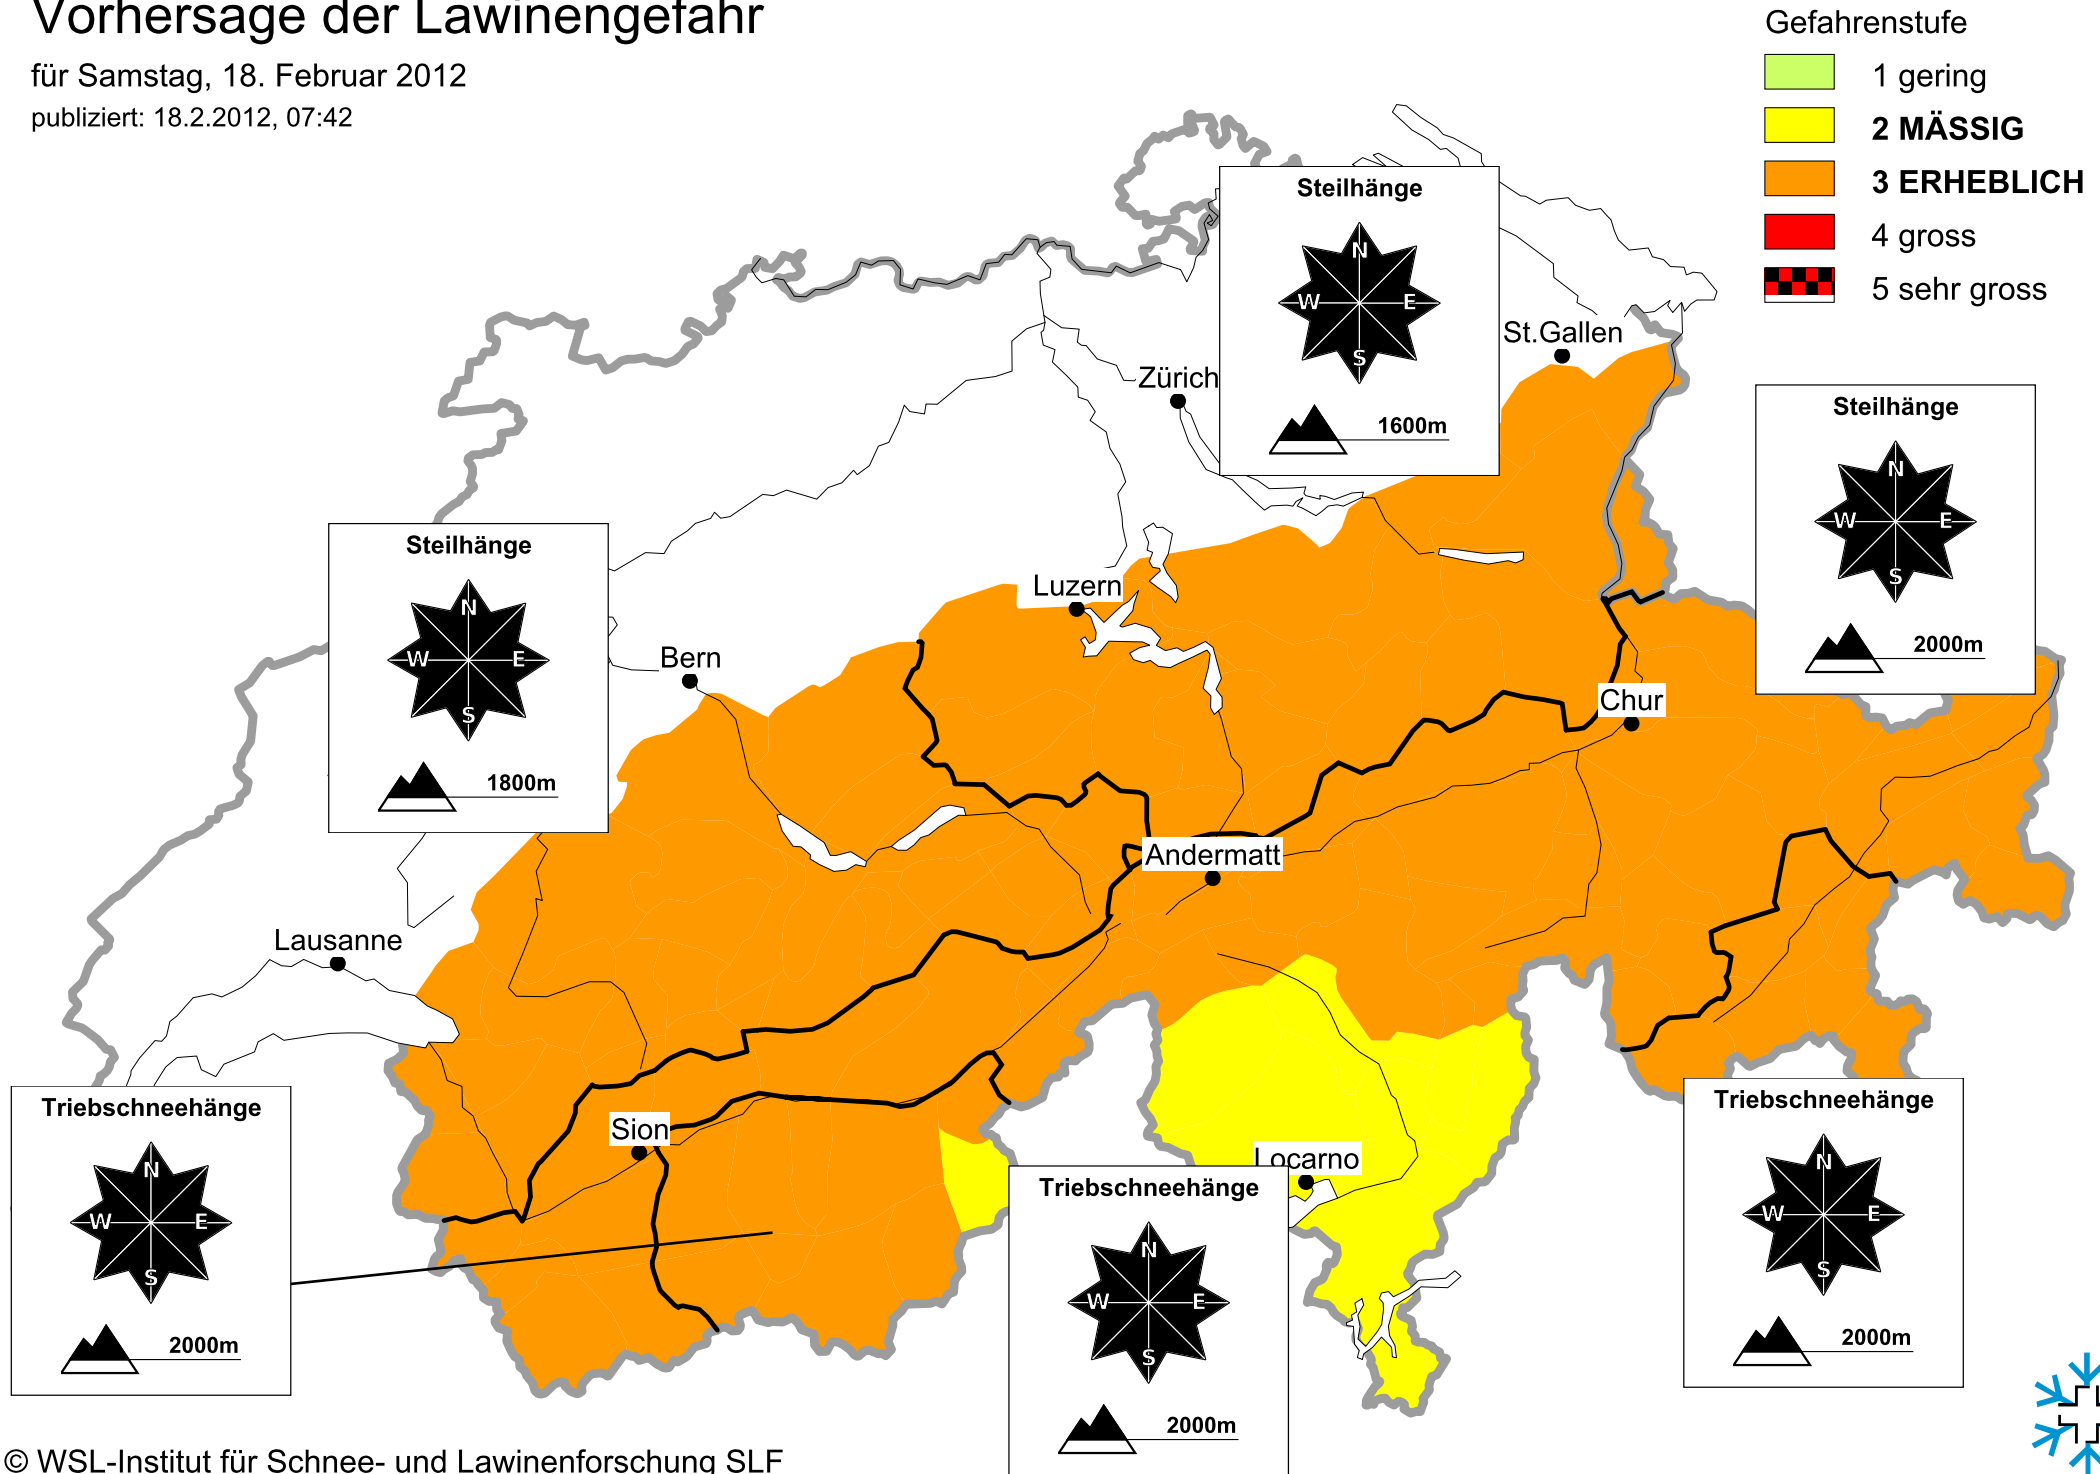 Vorhersage der Lawinengefahr
für Samstag, 18. Februar 2012
publiziert: 18.2.2012, 07:42
Gefahrenstufe
1 gering
2 MÄSSIG
3 ERHEBLICH
4 gross
5 sehr gross
Steilhänge
N
W E
S
1600m
St.Gallen
Zürich
Steilhänge
N
W E
S
2000m
Steilhänge
N
W E
S
1800m
Luzern
Bern
Chur
Andermatt
Lausanne
Sion
Locarno
Triebschneehänge
N
W E
S
2000m
Triebschneehänge
N
W E
S
2000m
Triebschneehänge
N
W E
S
2000m
© WSL-Institut für Schnee- und Lawinenforschung SLF